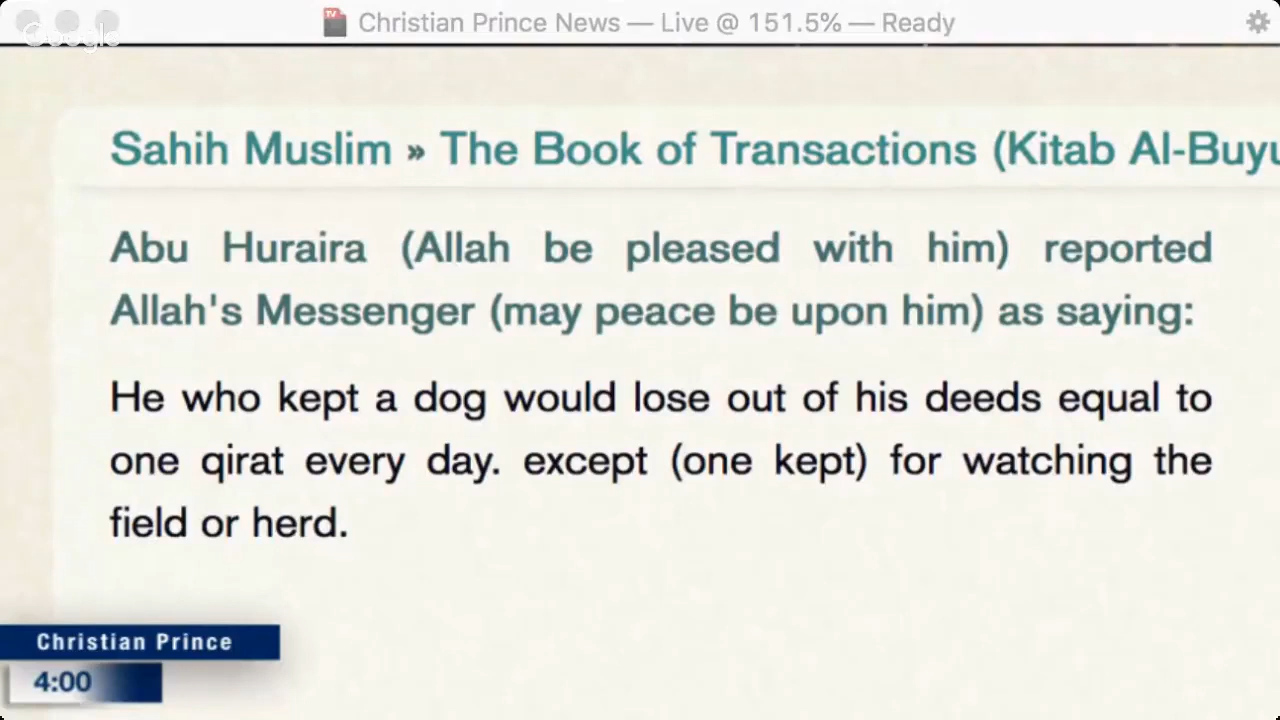 Christian Prince News — Live @ 151.5% — Ready
Google
Sahih Muslim » The Book of Transactions (Kitab Al-Buyu
Abu Huraira (Allah be pleased with him) reported
Allah's Messenger (may peace be upon him) as saying:
He who kept a dog would lose out of his deeds equal to
one qirat every day. except (one kept) for watching the
field or herd.
Christian Prince
4:00